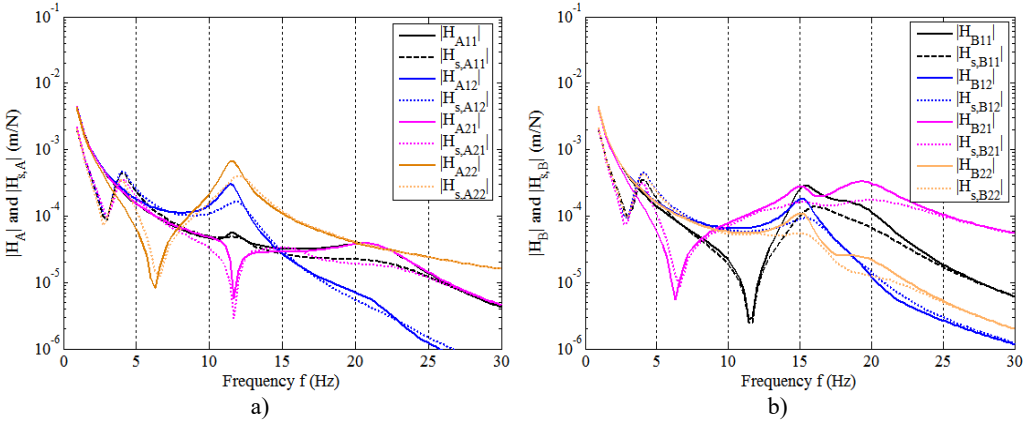 |H_A| and |H_s,A| (m/N)
10^-1
10^-2
10^-3
10^-4
10^-5
10^-6
0 5 10 15 20 25 30
Frequency f (Hz)
|H_A11|
|H_s,A11|
|H_A12|
|H_s,A12|
|H_A21|
|H_s,A21|
|H_A22|
|H_s,A22|
a)
|H_B| and |H_s,B| (m/N)
10^-1
10^-2
10^-3
10^-4
10^-5
10^-6
0 5 10 15 20 25 30
Frequency f (Hz)
|H_B11|
|H_s,B11|
|H_B12|
|H_s,B12|
|H_B21|
|H_s,B21|
|H_B22|
|H_s,B22|
b)